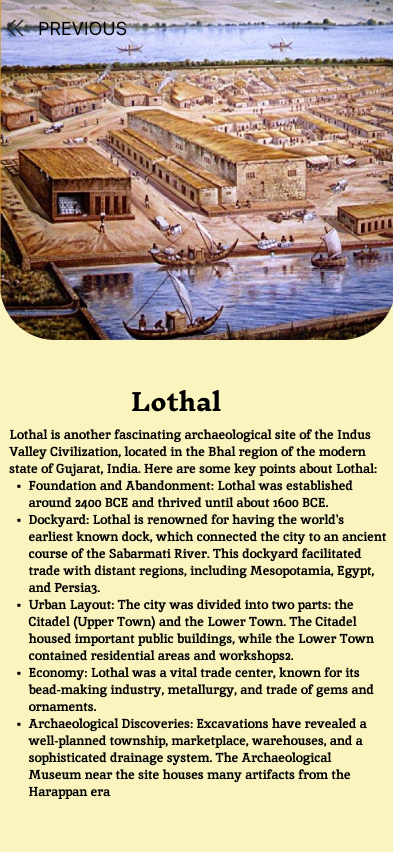 PREVIOUS
Lothal
Lothal is another fascinating archaeological site of the Indus
Valley Civilization, located in the Bhal region of the modern
state of Gujarat, India. Here are some key points about Lothal:
• Foundation and Abandonment: Lothal was established
around 2400 BCE and thrived until about 1600 BCE.
• Dockyard: Lothal is renowned for having the world's
earliest known dock, which connected the city to an ancient
course of the Sabarmati River. This dockyard facilitated
trade with distant regions, including Mesopotamia, Egypt,
and Persia3.
• Urban Layout: The city was divided into two parts: the
Citadel (Upper Town) and the Lower Town. The Citadel
housed important public buildings, while the Lower Town
contained residential areas and workshops2.
• Economy: Lothal was a vital trade center, known for its
bead-making industry, metallurgy, and trade of gems and
ornaments.
• Archaeological Discoveries: Excavations have revealed a
well-planned township, marketplace, warehouses, and a
sophisticated drainage system. The Archaeological
Museum near the site houses many artifacts from the
Harappan era